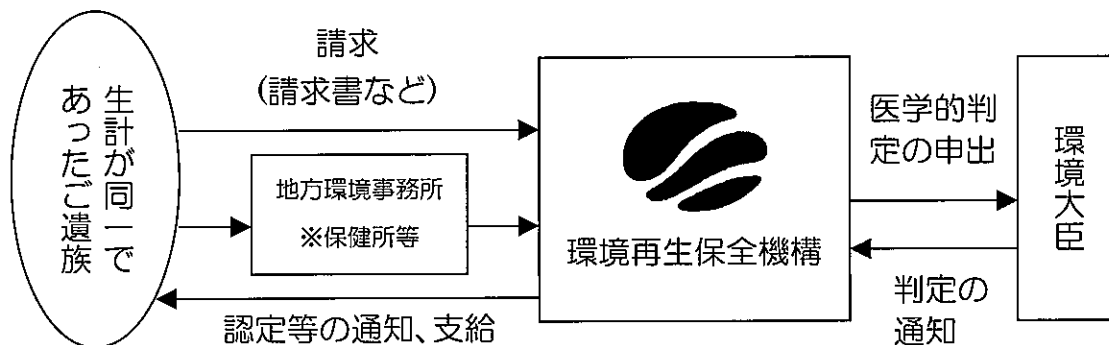 請求
(請求書など)
生計が同一で
あったご遺族
地方環境事務所
※保健所等
認定等の通知、支給
環境再生保全機構
医学的判
定の申出
判定の
通知
環境大臣